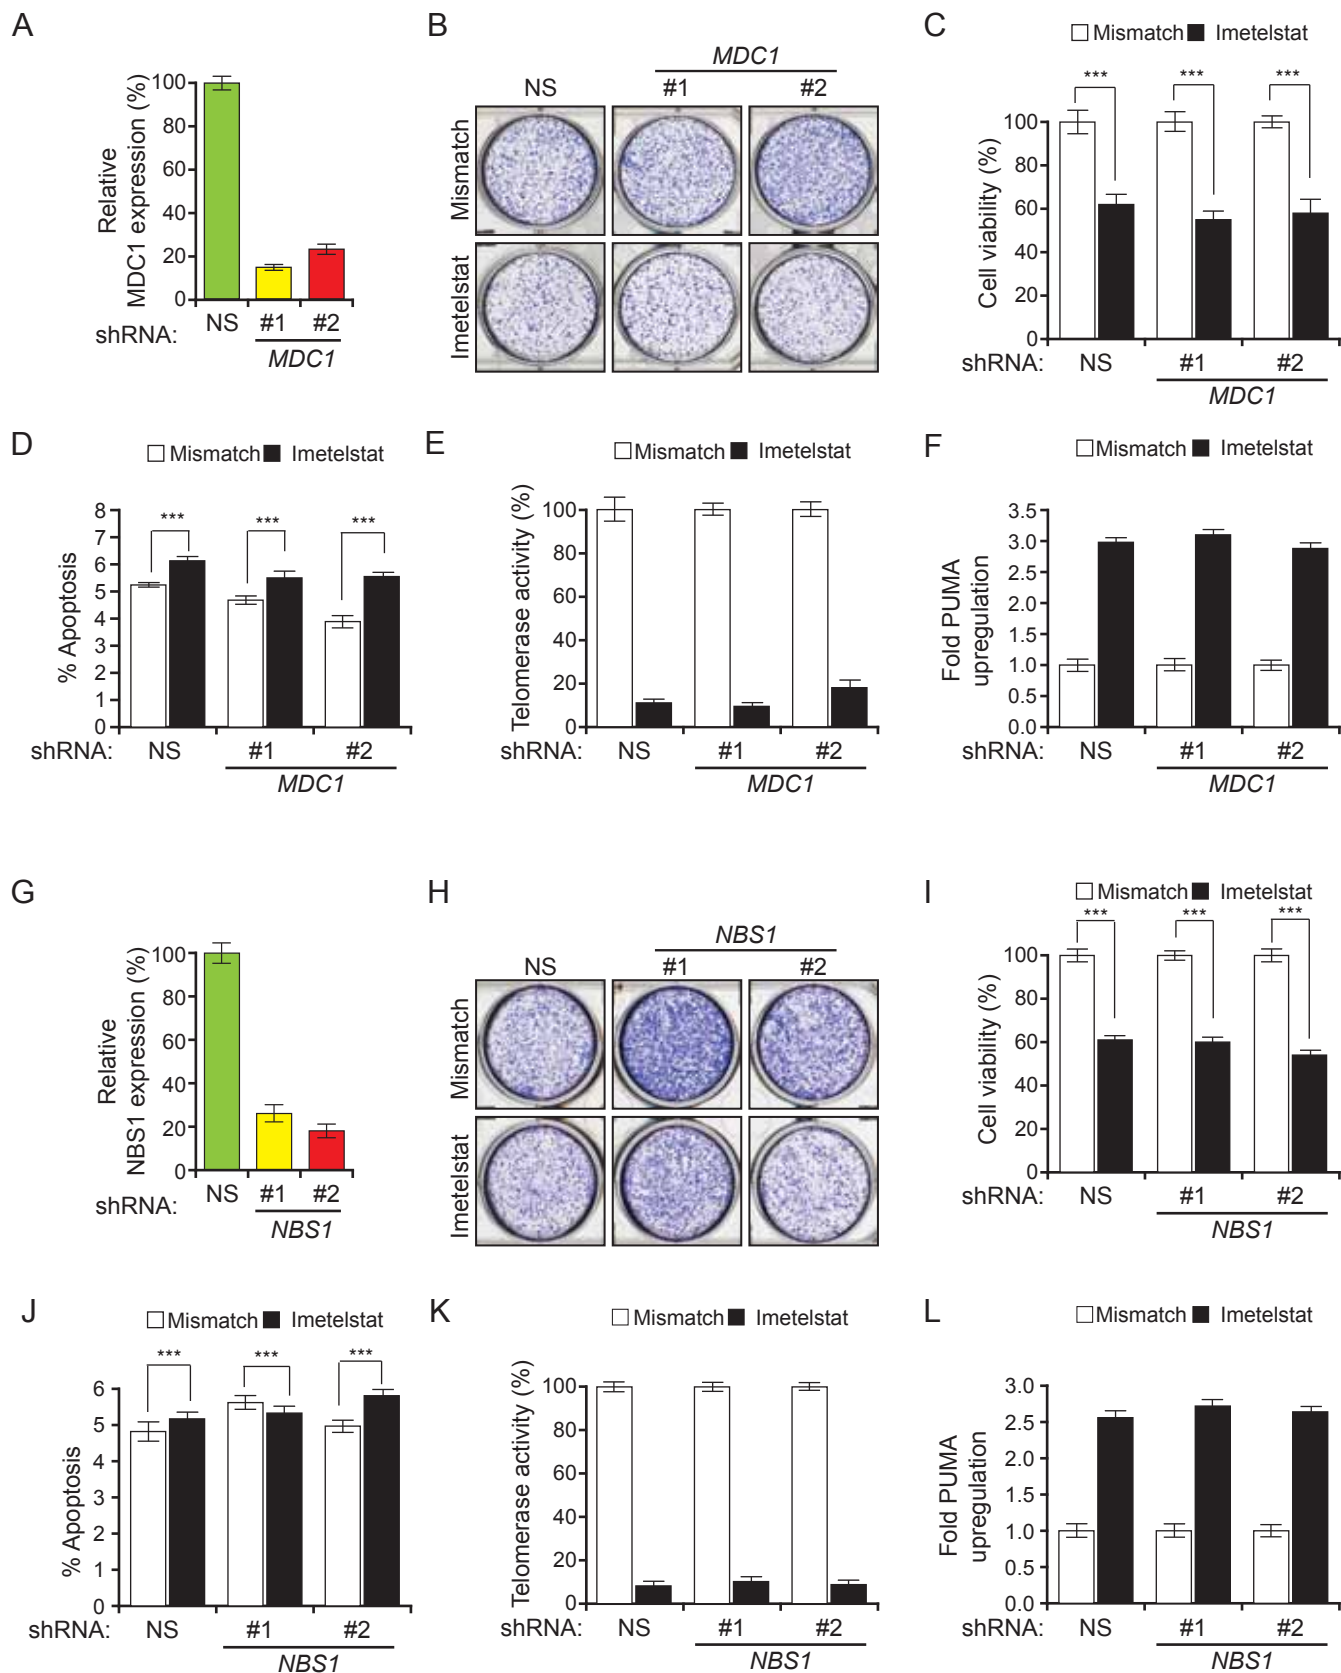 A
Relative
MDC1 expression (%)
100
80
60
40
20
0
shRNA: NS #1 #2
MDC1
B
MDC1
NS #1 #2
Mismatch
Imetelstat
C
Mismatch Imetelstat
*** *** ***
Cell viability (%)
100
80
60
40
20
0
shRNA: NS #1 #2
MDC1
D
Mismatch Imetelstat
*** *** ***
% Apoptosis
8
7
6
5
4
3
2
1
0
shRNA: NS #1 #2
MDC1
E
Mismatch Imetelstat
Telomerase activity (%)
100
80
60
40
20
0
shRNA: NS #1 #2
MDC1
F
Mismatch Imetelstat
Fold PUMA
upregulation
3.5
3.0
2.5
2.0
1.5
1.0
0.5
0.0
shRNA: NS #1 #2
MDC1
G
Relative
NBS1 expression (%)
100
80
60
40
20
0
shRNA: NS #1 #2
NBS1
H
NBS1
NS #1 #2
Mismatch
Imetelstat
I
Mismatch Imetelstat
*** *** ***
Cell viability (%)
100
80
60
40
20
0
shRNA: NS #1 #2
NBS1
J
Mismatch Imetelstat
*** *** ***
% Apoptosis
6
5
4
3
2
1
0
shRNA: NS #1 #2
NBS1
K
Mismatch Imetelstat
Telomerase activity (%)
100
80
60
40
20
0
shRNA: NS #1 #2
NBS1
L
Mismatch Imetelstat
Fold PUMA
upregulation
3.0
2.5
2.0
1.5
1.0
0.5
0.0
shRNA: NS #1 #2
NBS1